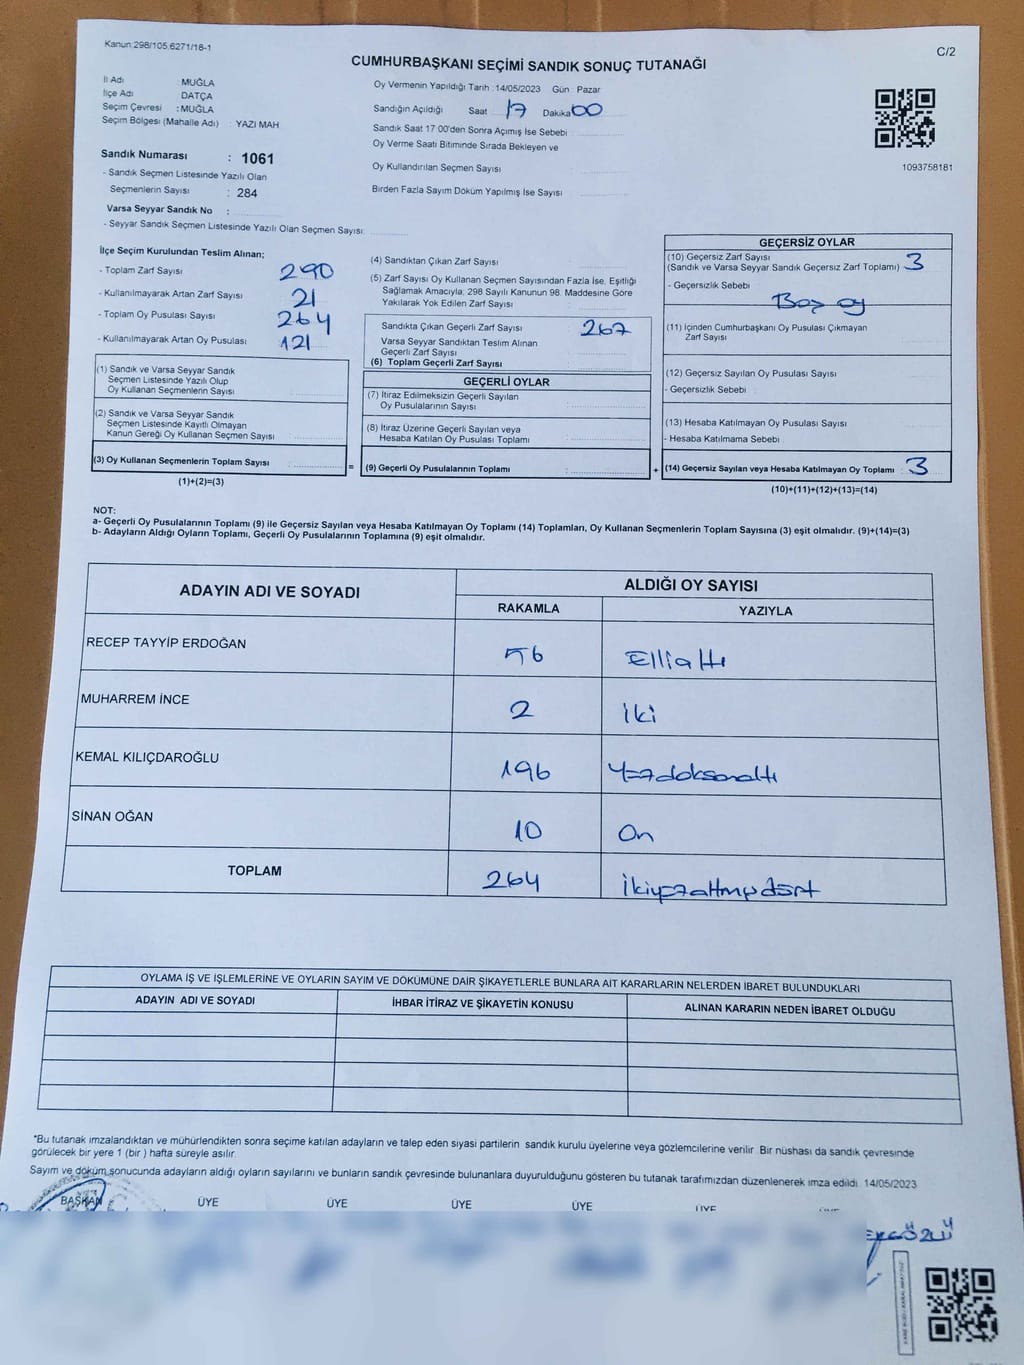 Kanun:298/105.6271/18-1
C/2
CUMHURBAŞKANI SEÇİMİ SANDIK SONUÇ TUTANAĞI
İl Adı : MUĞLA
İlçe Adı : DATÇA
Seçim Çevresi : MUĞLA
Seçim Bölgesi (Mahalle Adı) : YAZI MAH
Sandık Numarası : 1061
- Sandık Seçmen Listesinde Yazılı Olan
Seçmenlerin Sayısı : 284
Varsa Seyyar Sandık No :
- Seyyar Sandık Seçmen Listesinde Yazılı Olan Seçmen Sayısı:
Oy Vermenin Yapıldığı Tarih :14/05/2023 Gün Pazar
Sandığın Açıldığı Saat 17 Dakika 00
Sandık Saat 17 00'den Sonra Açımış İse Sebebi
Oy Verme Saati Bitiminde Sırada Bekleyen ve
Oy Kullandırılan Seçmen Sayısı
Birden Fazla Sayım Döküm Yapılmış İse Sayısı
1093758181
İlçe Seçim Kurulundan Teslim Alınan;
- Toplam Zarf Sayısı 290
- Kullanılmayarak Artan Zarf Sayısı 21
- Toplam Oy Pusulası Sayısı 264
- Kullanılmayarak Artan Oy Pusulası 121
(1) Sandık ve Varsa Seyyar Sandık
Seçmen Listesinde Yazılı Olup
Oy Kullanan Seçmenlerin Sayısı
(2) Sandık ve Varsa Seyyar Sandık
Seçmen Listesinde Kayıtlı Olmayan
Kanun Gereği Oy Kullanan Seçmen Sayısı
(3) Oy Kullanan Seçmenlerin Toplam Sayısı :
(1)+(2)=(3)
=
(4) Sandıktan Çıkan Zarf Sayısı
(5) Zarf Sayısı Oy Kullanan Seçmen Sayısından Fazla İse, Eşitliği
Sağlamak Amacıyla, 298 Sayılı Kanunun 98. Maddesine Göre
Yakılarak Yok Edilen Zarf Sayısı
Sandıkta Çıkan Geçerli Zarf Sayısı 267
Varsa Seyyar Sandıktan Teslim Alınan
Geçerli Zarf Sayısı
(6) Toplam Geçerli Zarf Sayısı
GEÇERLİ OYLAR
(7) İtiraz Edilmeksizin Geçerli Sayılan
Oy Pusulalarının Sayısı
(8) İtiraz Üzerine Geçerli Sayılan veya
Hesaba Katılan Oy Pusulası Toplamı
(9) Geçerli Oy Pusulalarının Toplamı :
+
GEÇERSİZ OYLAR
(10) Geçersiz Zarf Sayısı
(Sandık ve Varsa Seyyar Sandık Geçersiz Zarf Toplamı) 3
- Geçersizlik Sebebi
Boş oy
(11) İçinden Cumhurbaşkanı Oy Pusulası Çıkmayan
Zarf Sayısı
(12) Geçersiz Sayılan Oy Pusulası Sayısı
- Geçersizlik Sebebi
(13) Hesaba Katılmayan Oy Pusulası Sayısı
- Hesaba Katılmama Sebebi
(14) Geçersiz Sayılan veya Hesaba Katılmayan Oy Toplamı 3
(10)+(11)+(12)+(13)=(14)
NOT:
a- Geçerli Oy Pusulalarının Toplamı (9) ile Geçersiz Sayılan veya Hesaba Katılmayan Oy Toplamı (14) Toplamları, Oy Kullanan Seçmenlerin Toplam Sayısına (3) eşit olmalıdır. (9)+(14)=(3)
b- Adayların Aldığı Oyların Toplamı, Geçerli Oy Pusulalarının Toplamına (9) eşit olmalıdır.
ADAYIN ADI VE SOYADI
ALDIĞI OY SAYISI
RAKAMLA YAZIYLA
RECEP TAYYİP ERDOĞAN 56 Elli altı
MUHARREM İNCE 2 iki
KEMAL KILIÇDAROĞLU 196 Yüzdoksanaltı
SİNAN OĞAN 10 On
TOPLAM 264 İkiyüzaltmışdört
OYLAMA İŞ VE İŞLEMLERİNE VE OYLARIN SAYIM VE DÖKÜMÜNE DAİR ŞİKAYETLERLE BUNLARA AİT KARARLARIN NELERDEN İBARET BULUNDUKLARI
ADAYIN ADI VE SOYADI İHBAR İTİRAZ VE ŞİKAYETİN KONUSU ALINAN KARARIN NEDEN İBARET OLDUĞU
*Bu tutanak imzalandıktan ve mühürlendikten sonra seçime katılan adayların ve talep eden siyasi partilerin sandık kurulu üyelerine veya gözlemcilerine verilir. Bir nüshası da sandık çevresinde
görülecek bir yere 1 (bir ) hafta süreyle asılır.
Sayım ve döküm sonucunda adayların aldığı oyların sayılarını ve bunların sandık çevresinde bulunanlara duyurulduğunu gösteren bu tutanak tarafımızdan düzenlenerek imza edildi. 14/05/2023
BAŞKAN ÜYE ÜYE ÜYE ÜYE ÜYE